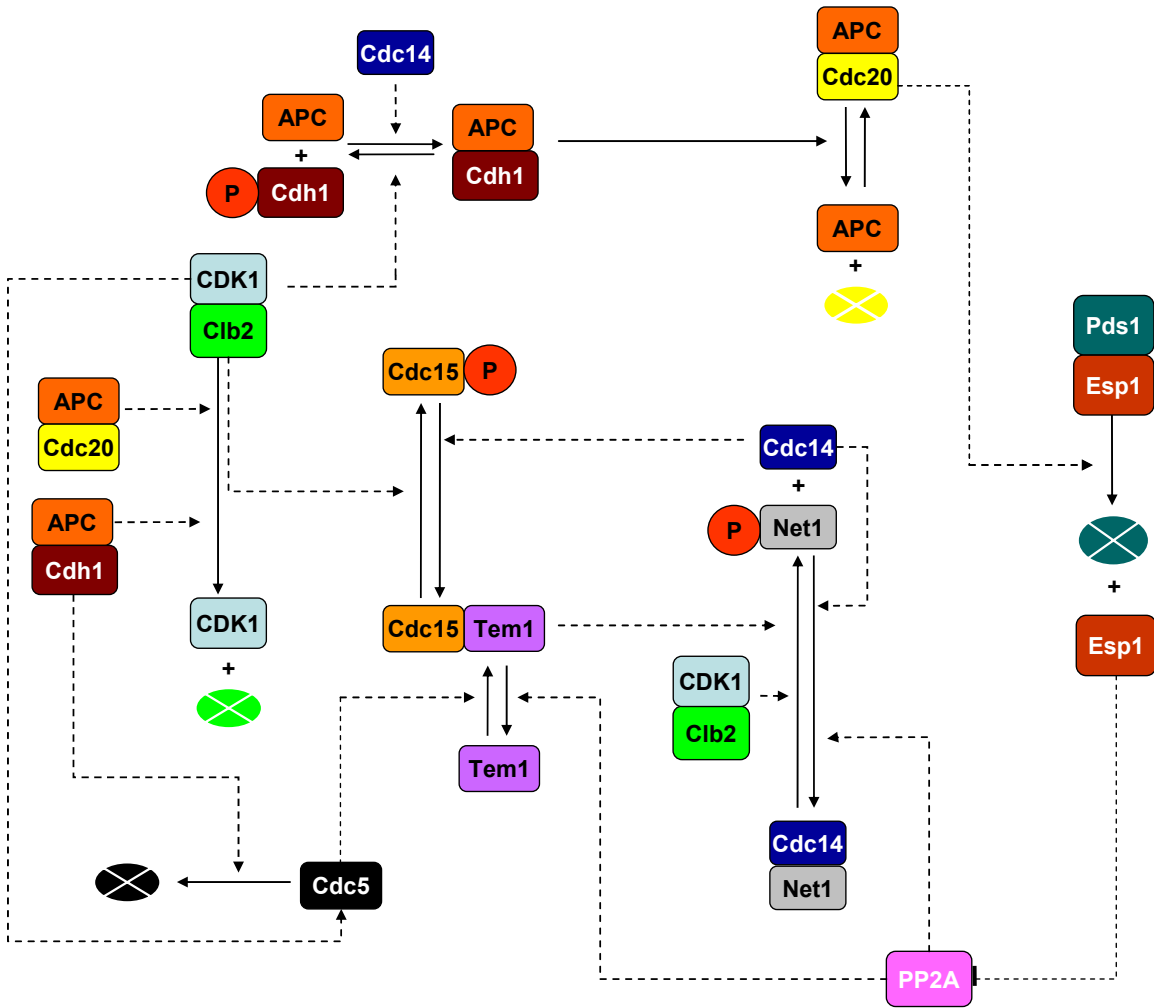 APC
Cdc20
Cdc14
APC
+
P
Cdh1
APC
Cdh1
APC
+
CDK1
Clb2
Pds1
Esp1
Cdc15
P
APC
Cdc20
Cdc14
+
P
Net1
APC
Cdh1
+
CDK1
+
Cdc15
Tem1
Esp1
CDK1
Clb2
Tem1
Cdc14
Net1
Cdc5
PP2A